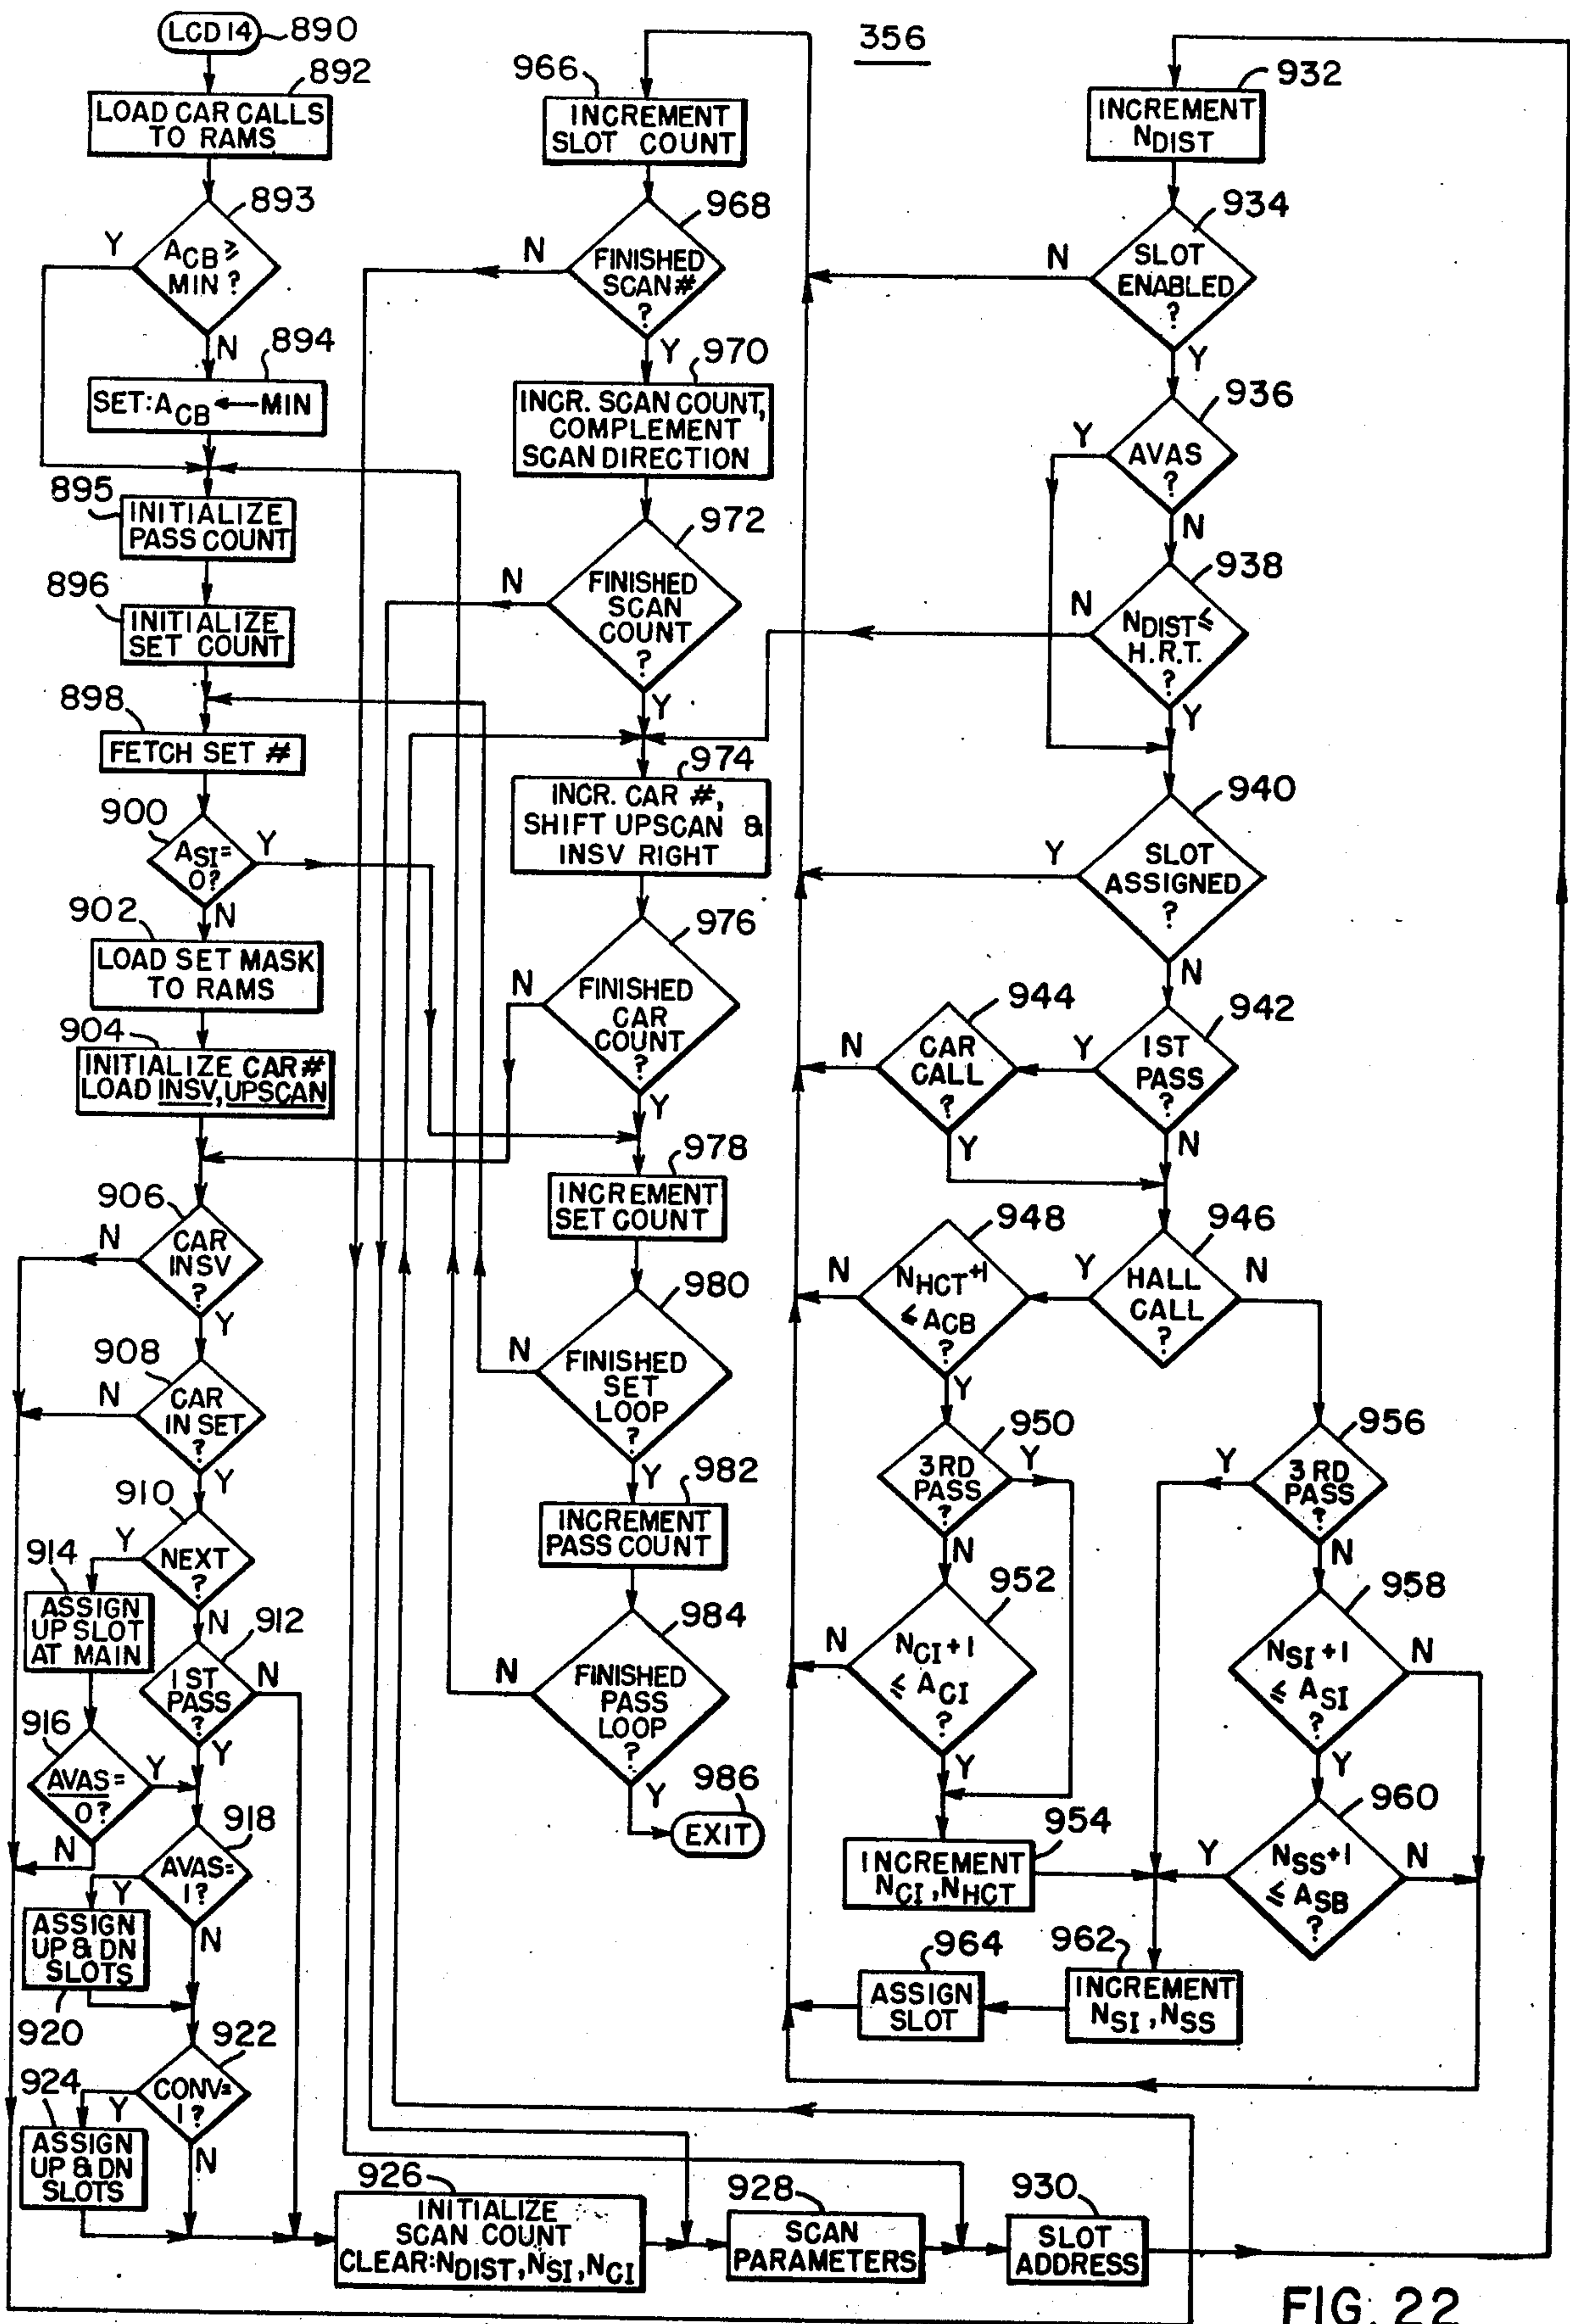 LCD 14
890
356
892
LOAD CAR CALLS
TO RAMS
893
Y
ACB ≥
MIN ?
N
894
SET: ACB ← MIN
895
INITIALIZE
PASS COUNT
896
INITIALIZE
SET COUNT
898
FETCH SET #
900
ASI=
0?
Y
N
902
LOAD SET MASK
TO RAMS
904
INITIALIZE CAR #
LOAD INSV, UPSCAN
906
CAR
INSV
?
N
Y
908
CAR
IN SET
?
N
Y
910
NEXT
?
Y
N
914
ASSIGN
UP SLOT
AT MAIN
912
1ST
PASS
?
N
Y
916
AVAS=
0?
Y
N
918
AVAS=
1?
Y
N
ASSIGN
UP & DN
SLOTS
920
922
CONV=
1?
Y
N
924
ASSIGN
UP & DN
SLOTS
926
INITIALIZE
SCAN COUNT
CLEAR: NDIST, NSI, NCI
928
SCAN
PARAMETERS
930
SLOT
ADDRESS
966
INCREMENT
SLOT COUNT
968
FINISHED
SCAN #
?
N
Y
970
INCR. SCAN COUNT,
COMPLEMENT
SCAN DIRECTION
972
FINISHED
SCAN
COUNT
?
N
Y
974
INCR. CAR #,
SHIFT UPSCAN &
INSV RIGHT
976
FINISHED
CAR
COUNT
?
N
Y
978
INCREMENT
SET COUNT
980
FINISHED
SET
LOOP
?
N
Y
982
INCREMENT
PASS COUNT
984
FINISHED
PASS
LOOP
?
N
Y
986
EXIT
932
INCREMENT
NDIST
934
SLOT
ENABLED
?
N
Y
936
AVAS
?
Y
N
938
NDIST ≤
H.R.T.
?
N
Y
940
SLOT
ASSIGNED
?
Y
N
942
1ST
PASS
?
Y
N
944
CAR
CALL
?
N
Y
946
HALL
CALL
?
Y
N
948
NHCT+1
≤ ACB
?
N
Y
950
3RD
PASS
?
Y
N
952
NCI+1
≤ ACI
?
N
Y
954
INCREMENT
NCI, NHCT
956
3RD
PASS
?
Y
N
958
NSI+1
≤ ASI
?
N
Y
960
NSS+1
≤ ASB
?
Y
N
962
INCREMENT
NSI, NSS
964
ASSIGN
SLOT
FIG. 22